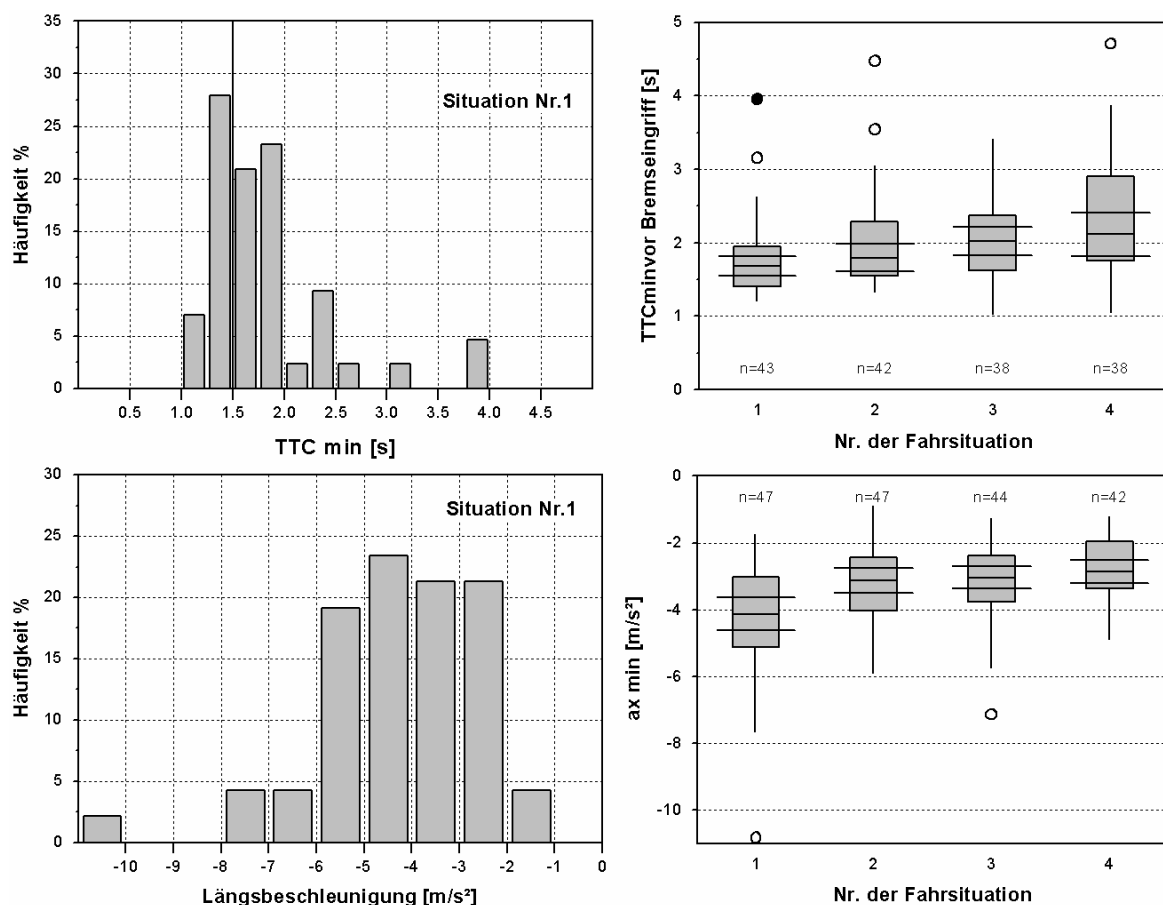 35
30
25
20
15
10
5
0
Häufigkeit %
Situation Nr.1
0.5 1.0 1.5 2.0 2.5 3.0 3.5 4.0 4.5
TTC min [s]
5
4
3
2
1
0
TTCminvor Bremseingriff [s]
n=43 n=42 n=38 n=38
1 2 3 4
Nr. der Fahrsituation
30
25
20
15
10
5
0
Häufigkeit %
Situation Nr.1
-10 -9 -8 -7 -6 -5 -4 -3 -2 -1 0
Längsbeschleunigung [m/s²]
0
-2
-4
-6
-8
-10
ax min [m/s²]
n=47 n=47 n=44 n=42
1 2 3 4
Nr. der Fahrsituation